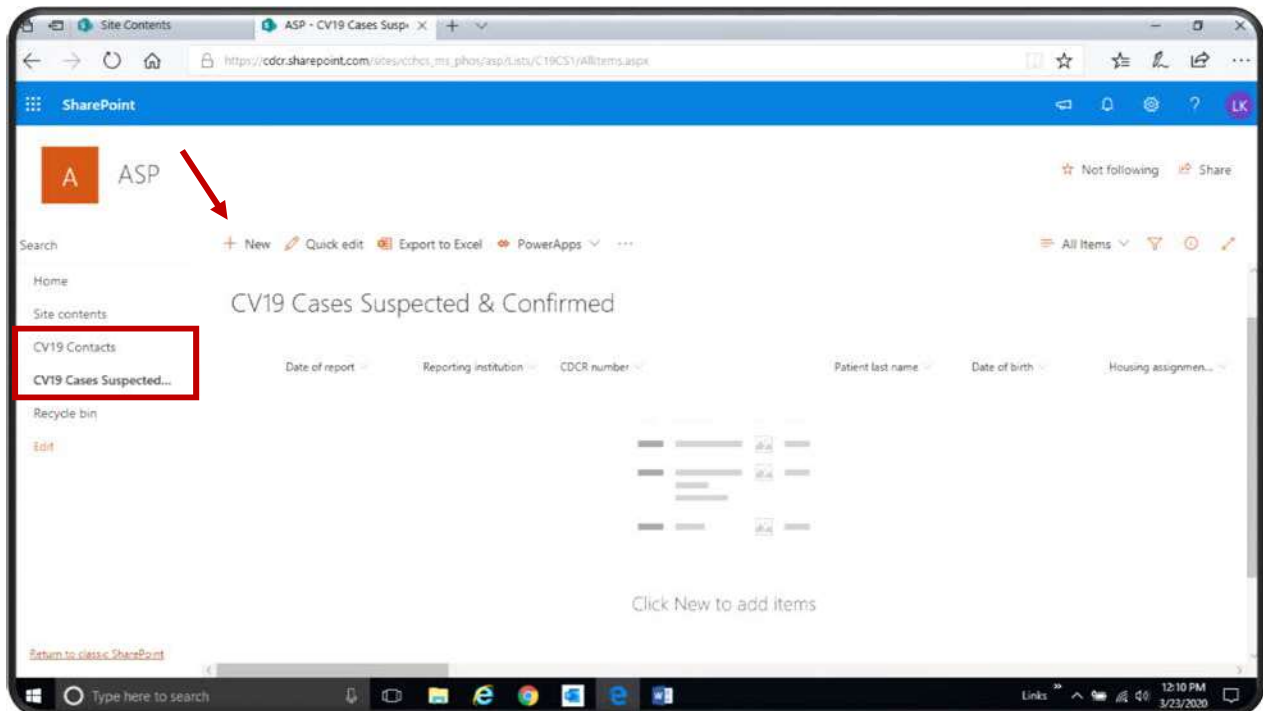 Site Contents
ASP - CV19 Cases Susp
https://cdcr.sharepoint.com/sites/cchcs_ms_phos/asp/Lists/C19CS1/AllItems.aspx
SharePoint
LK
A ASP
Not following Share
Search
New Quick edit Export to Excel PowerApps ...
All Items
Home
Site contents
CV19 Contacts
CV19 Cases Suspected...
Recycle bin
Edit
CV19 Cases Suspected & Confirmed
Date of report Reporting institution CDCR number Patient last name Date of birth Housing assignmen...
Click New to add items
Return to classic SharePoint
Type here to search
Links
12:10 PM
3/23/2020